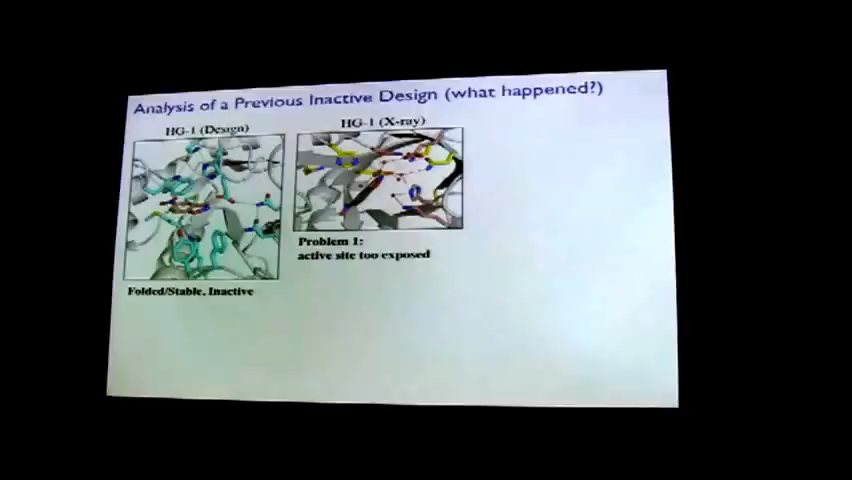 Analysis of a Previous Inactive Design (what happened?)
HG-1 (Design)
HG-1 (X-ray)
Problem 1:
active site too exposed
Folded/Stable, Inactive